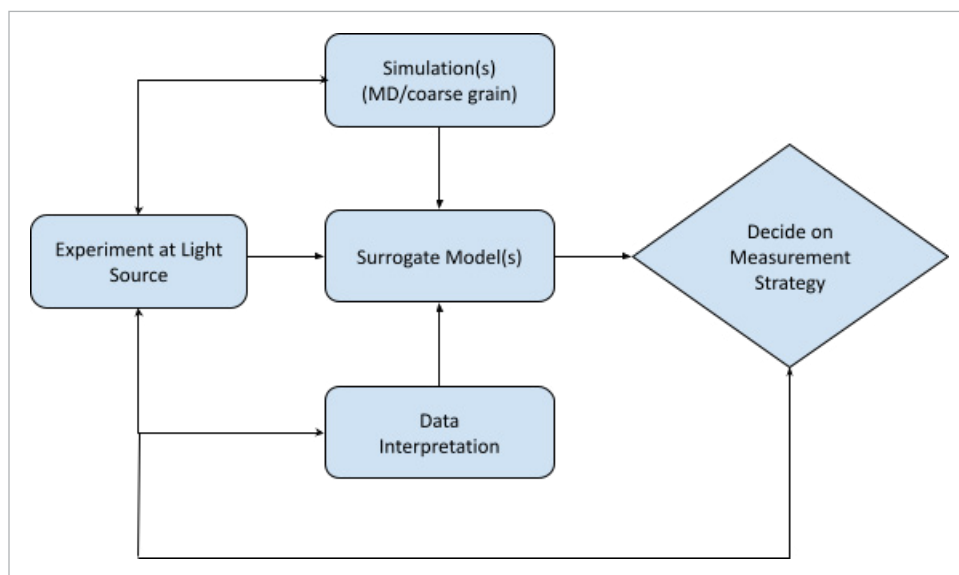 Simulation(s)
(MD/coarse grain)
Experiment at Light
Source
Surrogate Model(s)
Decide on
Measurement
Strategy
Data
Interpretation